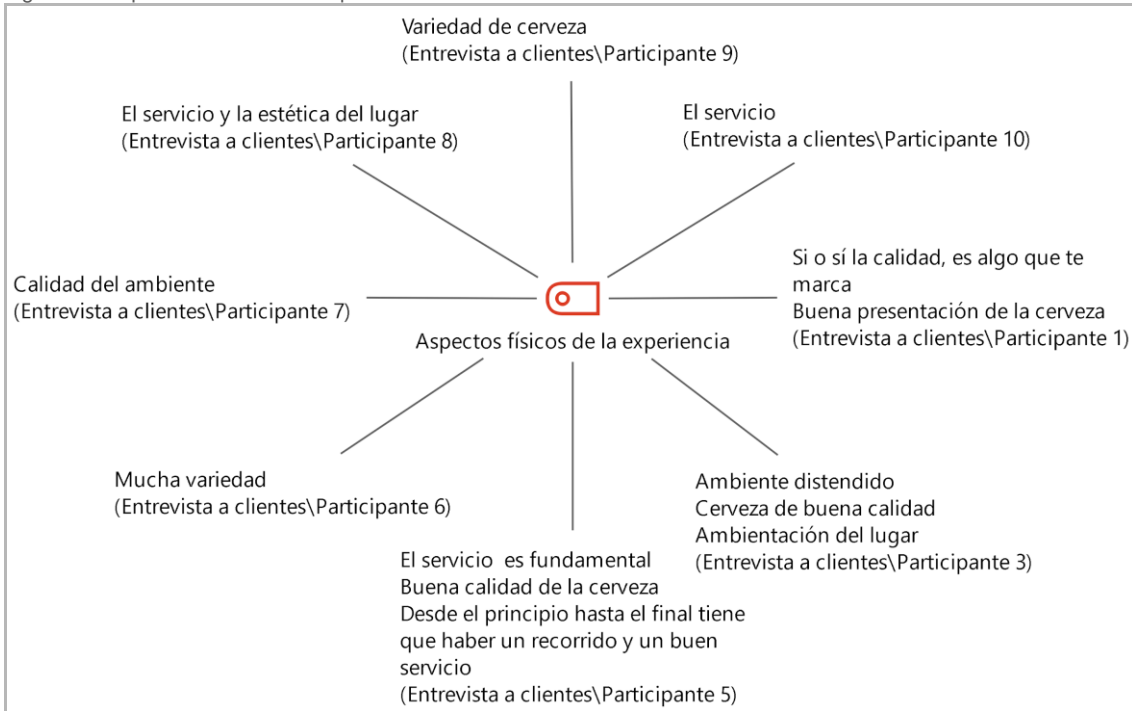 Variedad de cerveza
(Entrevista a clientes\Participante 9)
El servicio y la estética del lugar
(Entrevista a clientes\Participante 8)
El servicio
(Entrevista a clientes\Participante 10)
Calidad del ambiente
(Entrevista a clientes\Participante 7)
Si o sí la calidad, es algo que te
marca
Buena presentación de la cerveza
(Entrevista a clientes\Participante 1)
Aspectos físicos de la experiencia
Mucha variedad
(Entrevista a clientes\Participante 6)
Ambiente distendido
Cerveza de buena calidad
Ambientación del lugar
(Entrevista a clientes\Participante 3)
El servicio es fundamental
Buena calidad de la cerveza
Desde el principio hasta el final tiene
que haber un recorrido y un buen
servicio
(Entrevista a clientes\Participante 5)